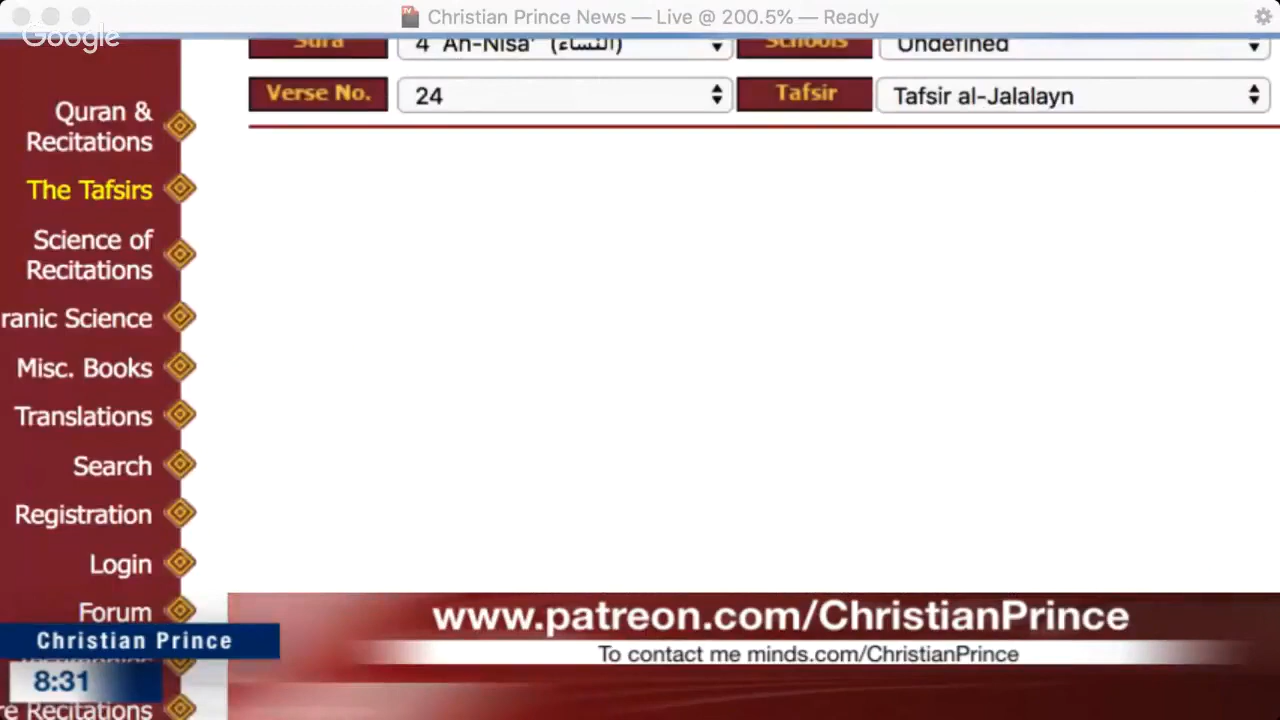 Christian Prince News — Live @ 200.5% — Ready
Google
Sura
4 An-Nisa' (النساء)
Schools
Undefined
Verse No.
24
Tafsir
Tafsir al-Jalalayn
Quran &
Recitations
The Tafsirs
Science of
Recitations
ranic Science
Misc. Books
Translations
Search
Registration
Login
Forum
www.patreon.com/ChristianPrince
Christian Prince
To contact me minds.com/ChristianPrince
8:31
e Recitations